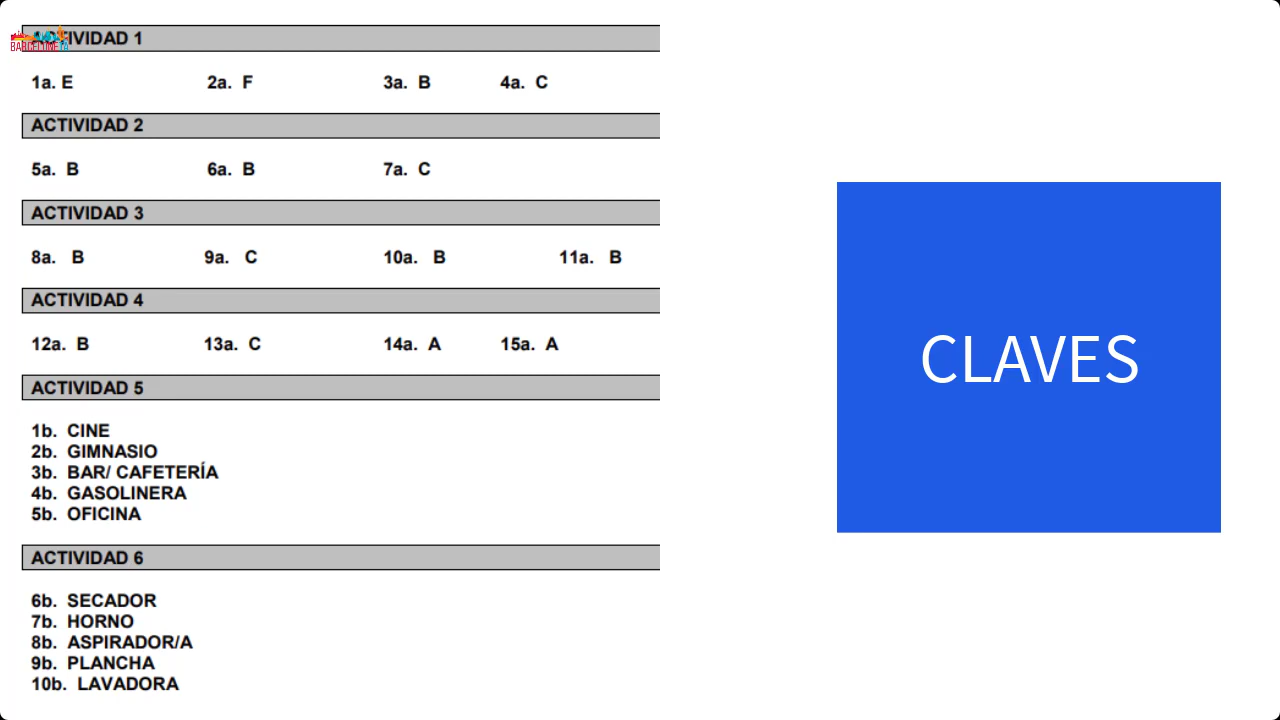 ACTIVIDAD 1
BARCELONETA
1a. E 2a. F 3a. B 4a. C
ACTIVIDAD 2
5a. B 6a. B 7a. C
ACTIVIDAD 3
8a. B 9a. C 10a. B 11a. B
ACTIVIDAD 4
12a. B 13a. C 14a. A 15a. A
ACTIVIDAD 5
1b. CINE
2b. GIMNASIO
3b. BAR/ CAFETERÍA
4b. GASOLINERA
5b. OFICINA
ACTIVIDAD 6
6b. SECADOR
7b. HORNO
8b. ASPIRADOR/A
9b. PLANCHA
10b. LAVADORA
CLAVES